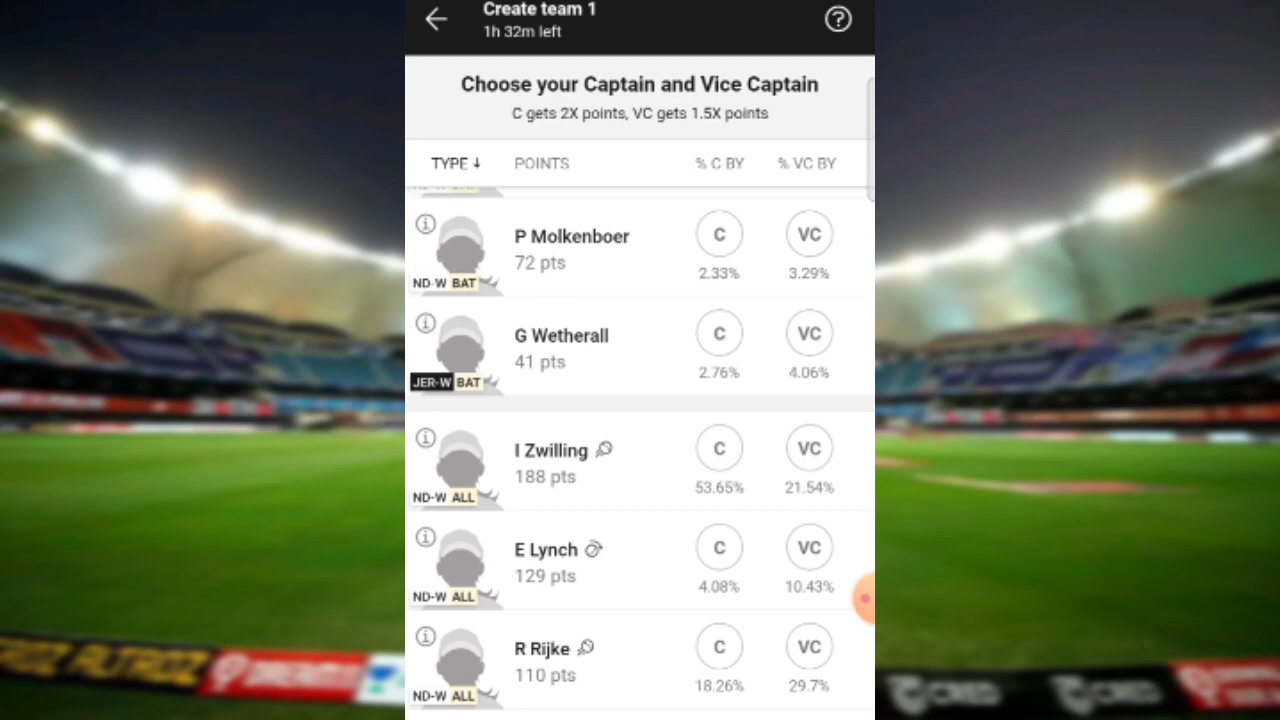 Create team 1
1h 32m left
Choose your Captain and Vice Captain
C gets 2X points, VC gets 1.5X points
TYPE ↓ POINTS % C BY % VC BY
P Molkenboer C VC
72 pts 2.33% 3.29%
ND-W BAT
G Wetherall C VC
41 pts 2.76% 4.06%
JER-W BAT
I Zwilling C VC
188 pts 53.65% 21.54%
ND-W ALL
E Lynch C VC
129 pts 4.08% 10.43%
ND-W ALL
R Rijke C VC
110 pts 18.26% 29.7%
ND-W ALL
CRED CRED